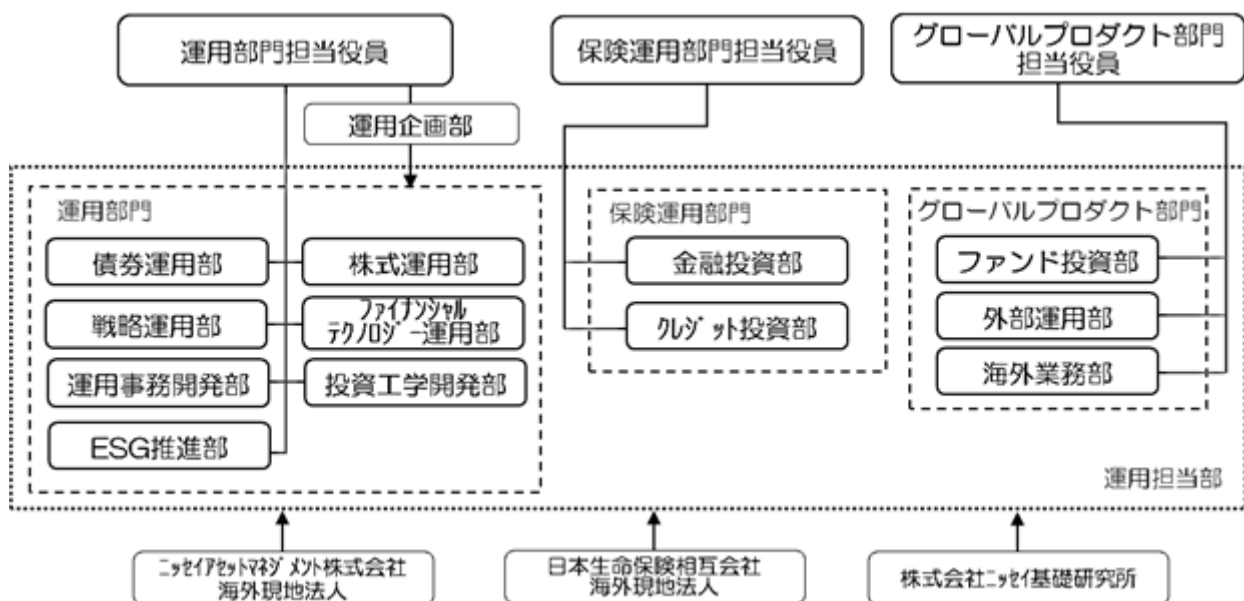 運用部門担当役員
保険運用部門担当役員
グローバルプロダクト部門
担当役員
運用企画部
運用部門
債券運用部
株式運用部
戦略運用部
ファイナンシャル
テクノロジー運用部
運用事務開発部
投資工学開発部
ESG推進部
保険運用部門
金融投資部
クレジット投資部
グローバルプロダクト部門
ファンド投資部
外部運用部
海外業務部
運用担当部
ニッセイアセットマネジメント株式会社
海外現地法人
日本生命保険相互会社
海外現地法人
株式会社ニッセイ基礎研究所